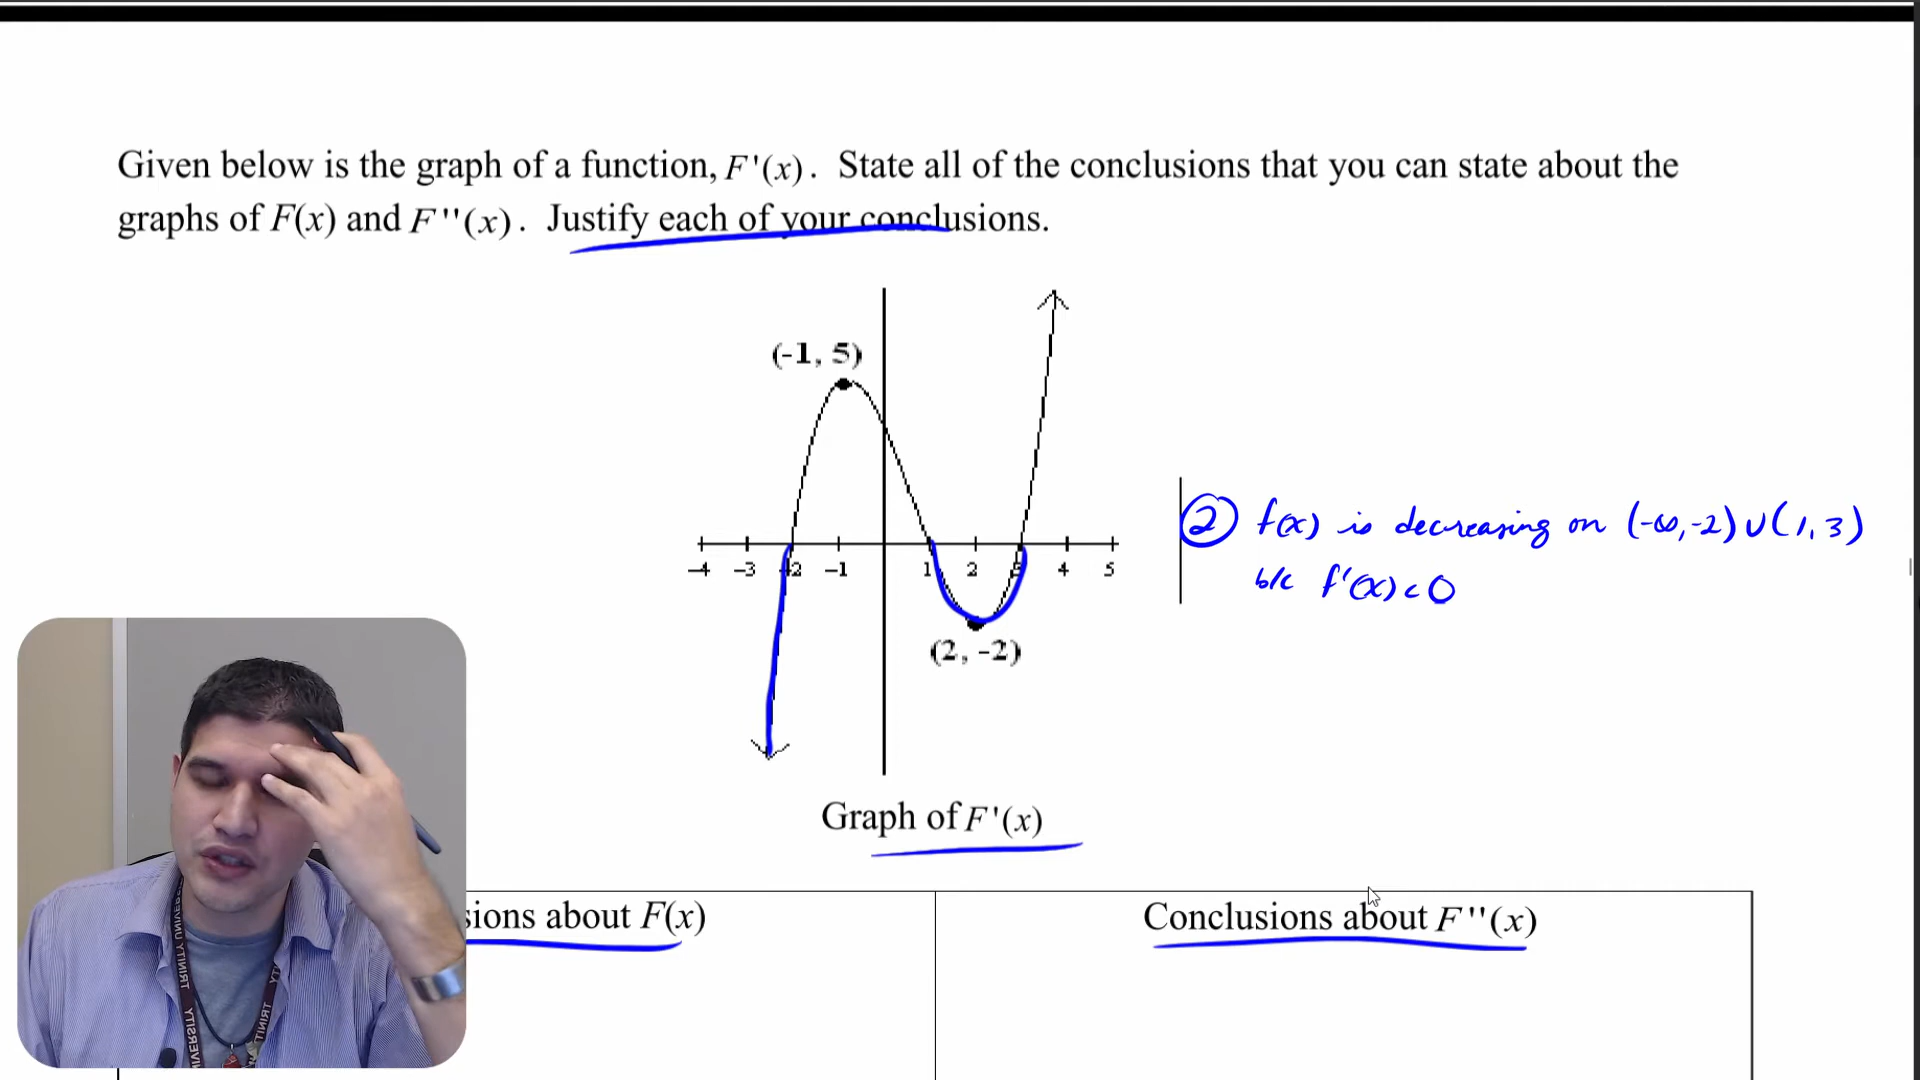 Given below is the graph of a function, F'(x). State all of the conclusions that you can state about the
graphs of F(x) and F''(x). Justify each of your conclusions.
(-1, 5)
-4 -3 -2 -1 1 2 3 4 5
(2, -2)
② f(x) is decreasing on (-∞,-2)∪(1,3)
b/c f'(x)<0
Graph of F'(x)
sions about F(x)
Conclusions about F''(x)
TRINITY UNIVER